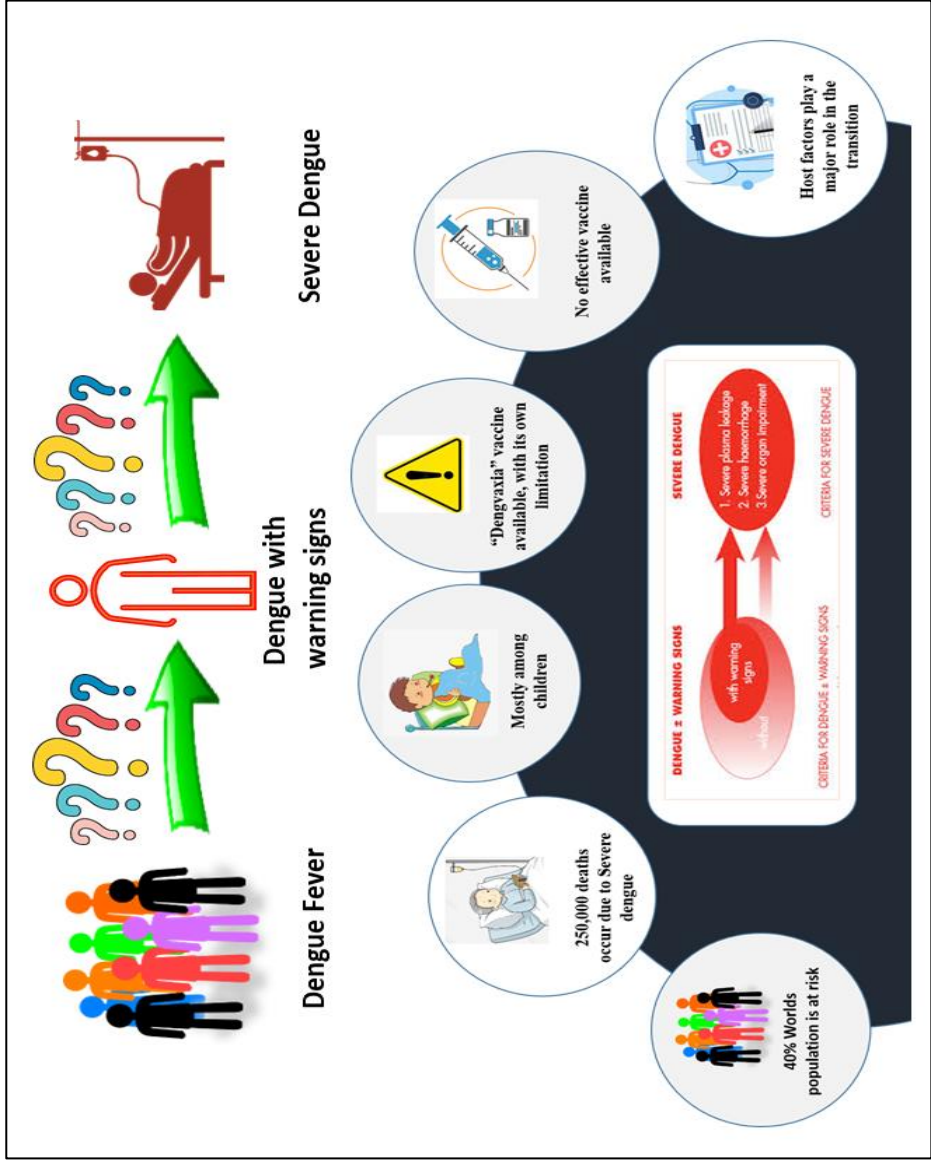 Dengue Fever
Dengue with
warning signs
Severe Dengue
40% Worlds
population is at risk
250,000 deaths
occur due to Severe
dengue
Mostly among
children
“Dengvaxia” vaccine
available, with its own
limitation
No effective vaccine
available
Host factors play a
major role in the
transition
DENGUE ± WARNING SIGNS
SEVERE DENGUE
without
with warning
signs
1. Severe plasma leakage
2. Severe haemorrhage
3.Severe organ impairment
CRITERIA FOR DENGUE ± WARNING SIGNS
CRITERIA FOR SEVERE DENGUE